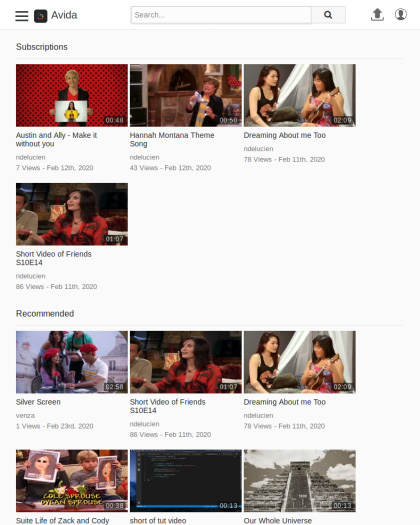 Avida
Search...
Subscriptions
00:48
00:50
02:09
Austin and Ally - Make it
without you
ndelucien
7 Views - Feb 12th, 2020
Hannah Montana Theme
Song
ndelucien
43 Views - Feb 12th, 2020
Dreaming About me Too
ndelucien
78 Views - Feb 11th, 2020
01:07
Short Video of Friends
S10E14
ndelucien
86 Views - Feb 11th, 2020
Recommended
02:58
01:07
02:09
Silver Screen
venza
1 Views - Feb 23rd, 2020
Short Video of Friends
S10E14
ndelucien
86 Views - Feb 11th, 2020
Dreaming About me Too
ndelucien
78 Views - Feb 11th, 2020
COLE SPROUSE
DYLAN SPROUSE
00:38
00:13
00:13
Suite Life of Zack and Cody
short of tut video
Our Whole Universe